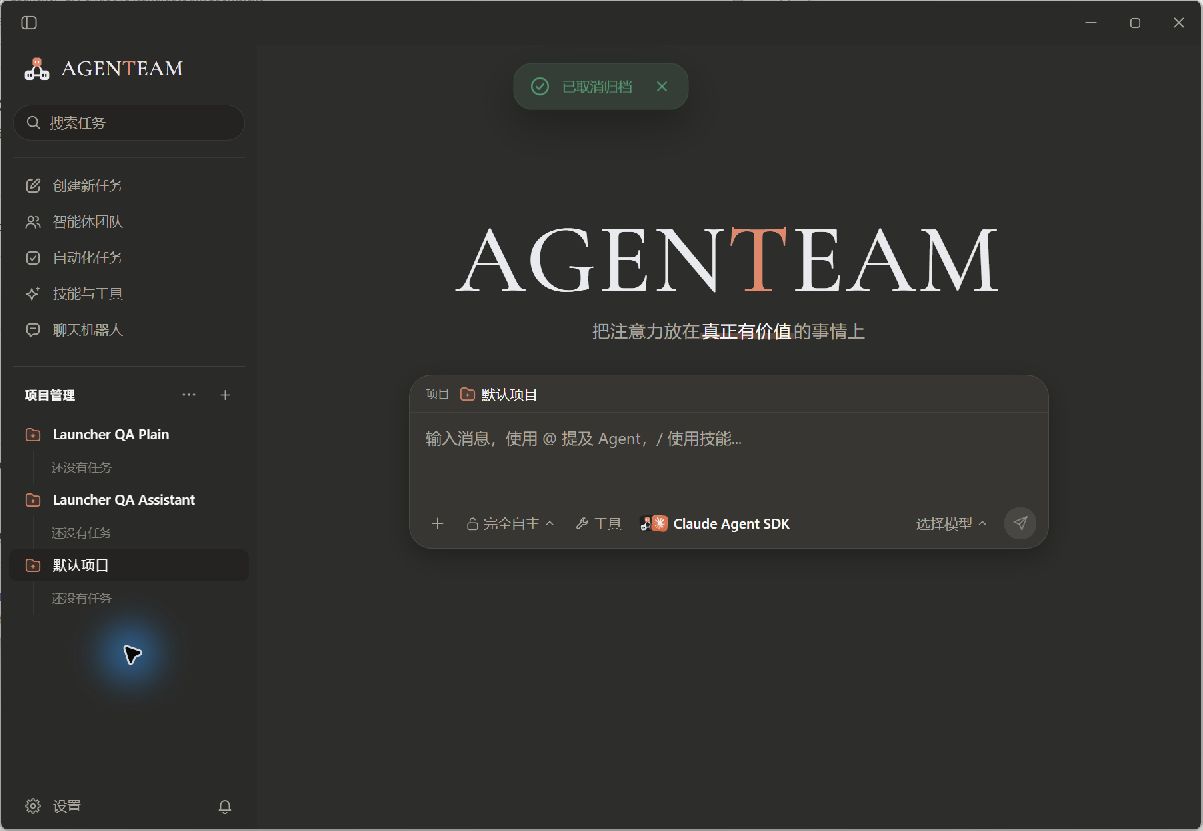 AGENTEAM
搜索任务
创建新任务
智能体团队
自动化任务
技能与工具
聊天机器人
项目管理
Launcher QA Plain
还没有任务
Launcher QA Assistant
还没有任务
默认项目
还没有任务
设置
已取消归档
AGENTEAM
把注意力放在真正有价值的事情上
项目 默认项目
输入消息，使用 @ 提及 Agent，/ 使用技能...
完全自主 工具 Claude Agent SDK 选择模型